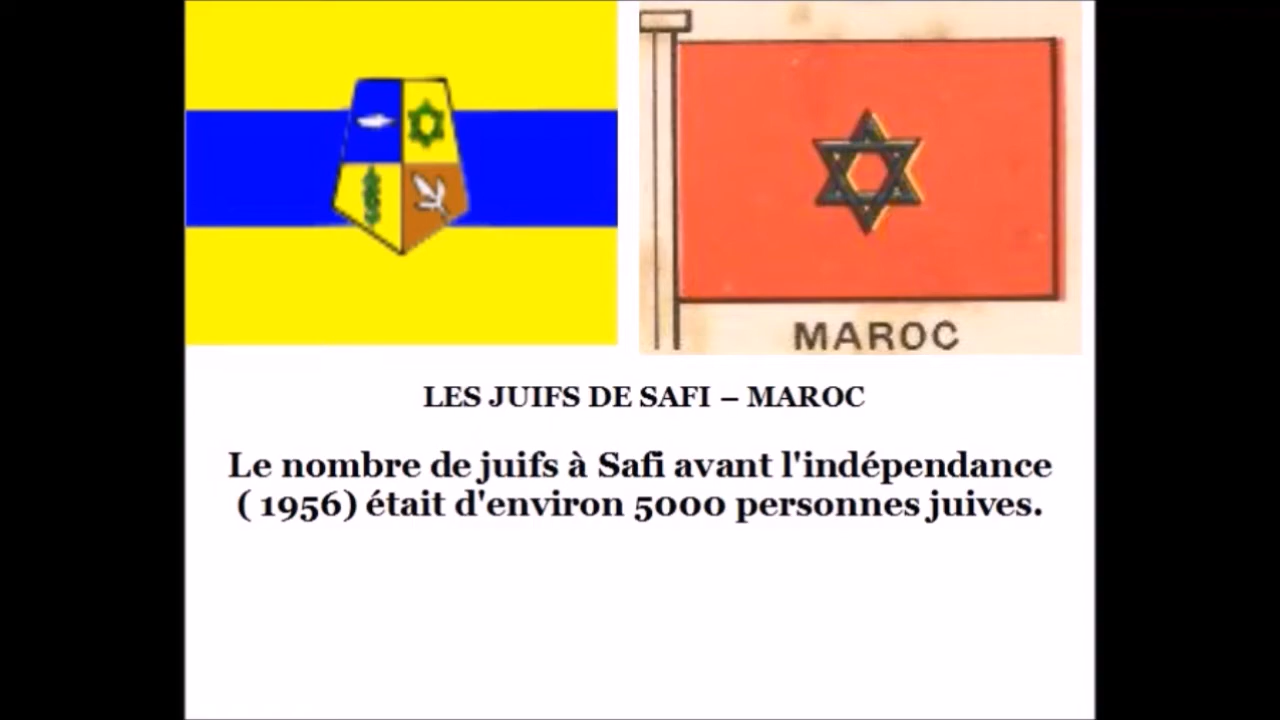 MAROC
LES JUIFS DE SAFI – MAROC
Le nombre de juifs à Safi avant l'indépendance
( 1956) était d'environ 5000 personnes juives.